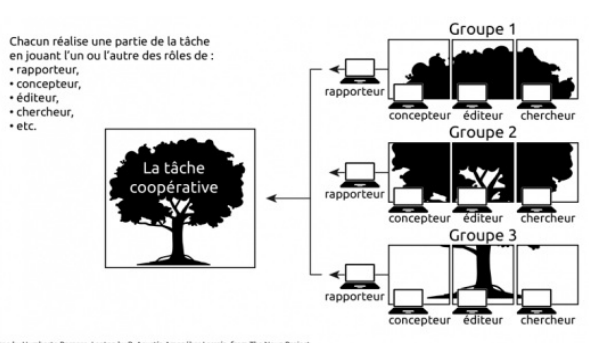 Chacun réalise une partie de la tâche
en jouant l'un ou l'autre des rôles de :
• rapporteur,
• concepteur,
• éditeur,
• chercheur,
• etc.
La tâche
coopérative
Groupe 1
rapporteur
concepteur éditeur chercheur
Groupe 2
rapporteur
concepteur éditeur chercheur
Groupe 3
rapporteur
concepteur éditeur chercheur